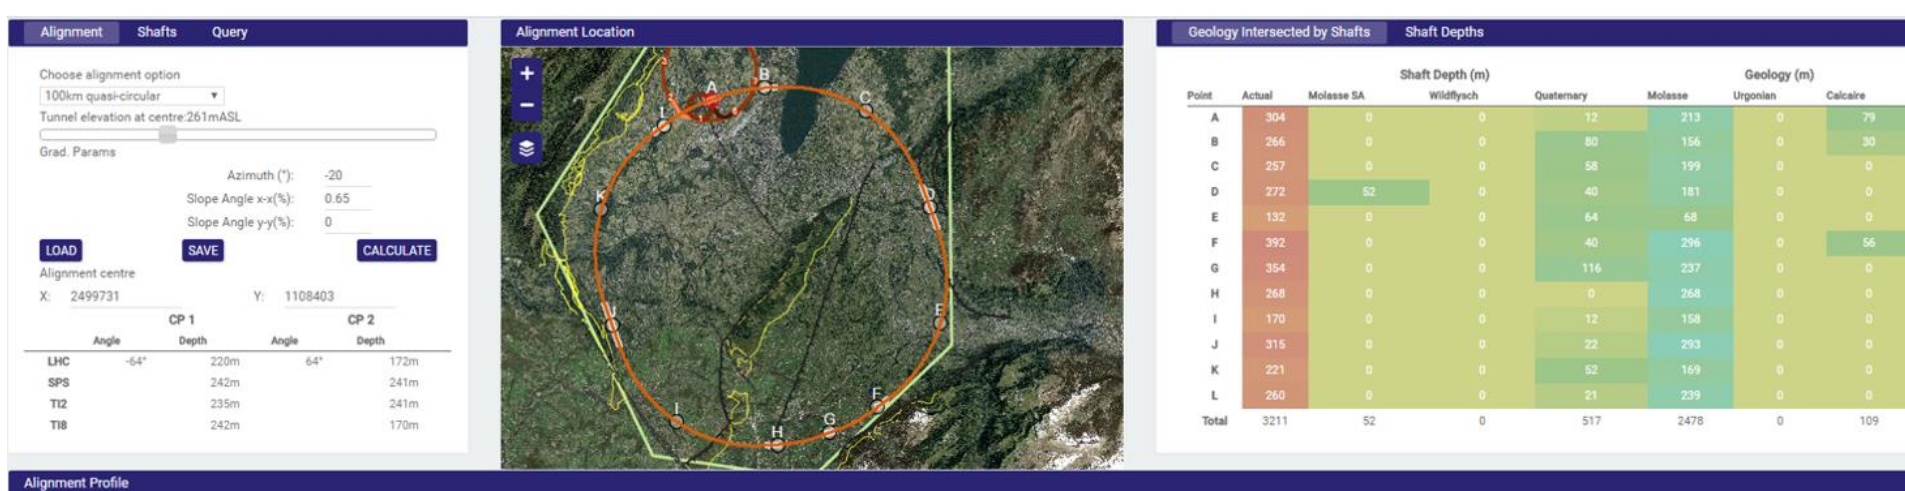 Alignment Shafts Query
Choose alignment option
100km quasi-circular
Tunnel elevation at centre:261mASL
Grad. Params
Azimuth (°): -20
Slope Angle x-x(%): 0.65
Slope Angle y-y(%): 0
LOAD SAVE CALCULATE
Alignment centre
X: 2499731 Y: 1108403
CP 1 CP 2
Angle Depth Angle Depth
LHC -64° 220m 64° 172m
SPS 242m 241m
TI2 235m 241m
TI8 242m 170m
Alignment Location
+
−
A
B
C
D
E
F
G
H
I
J
K
L
Geology Intersected by Shafts Shaft Depths
Shaft Depth (m) Geology (m)
Point Actual Molasse SA Wildflysch Quaternary Molasse Urgonian Calcaire
A 304 0 0 12 213 0 79
B 266 0 0 80 156 0 30
C 257 0 0 58 199 0 0
D 272 52 0 40 181 0 0
E 132 0 0 64 68 0 0
F 392 0 0 40 296 0 56
G 354 0 0 116 237 0 0
H 268 0 0 0 268 0 0
I 170 0 0 12 158 0 0
J 315 0 0 22 293 0 0
K 221 0 0 52 169 0 0
L 260 0 0 21 239 0 0
Total 3211 52 0 517 2478 0 109
Alignment Profile